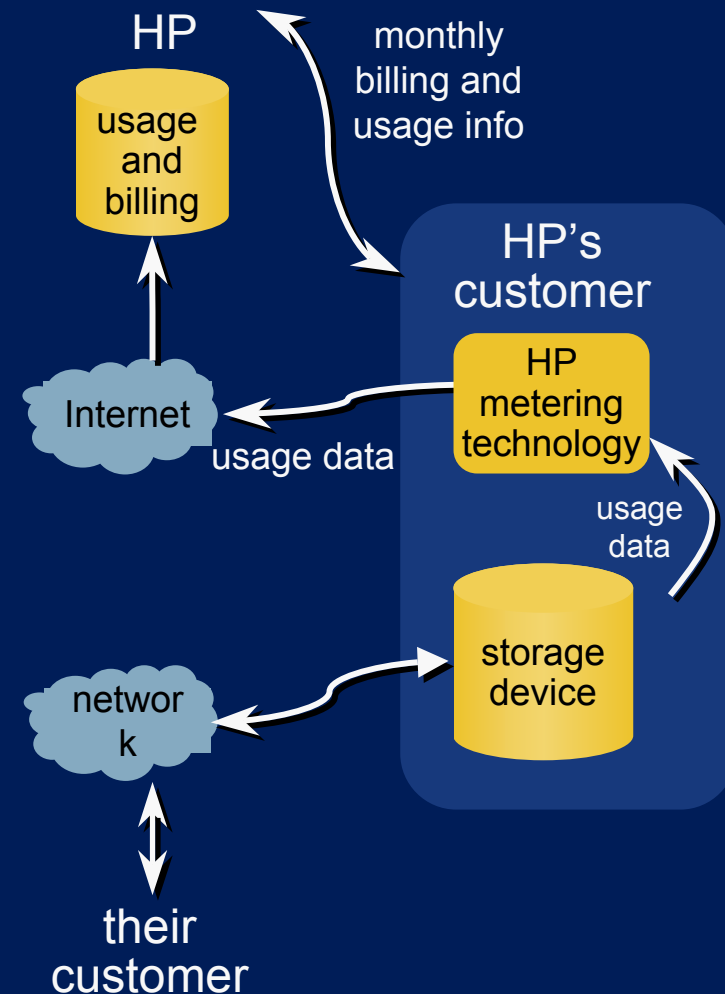 HP
monthly
billing and
usage info
usage
and
billing
HP’s
customer
HP
metering
technology
Internet
usage data
usage
data
storage
device
networ
k
their
customer